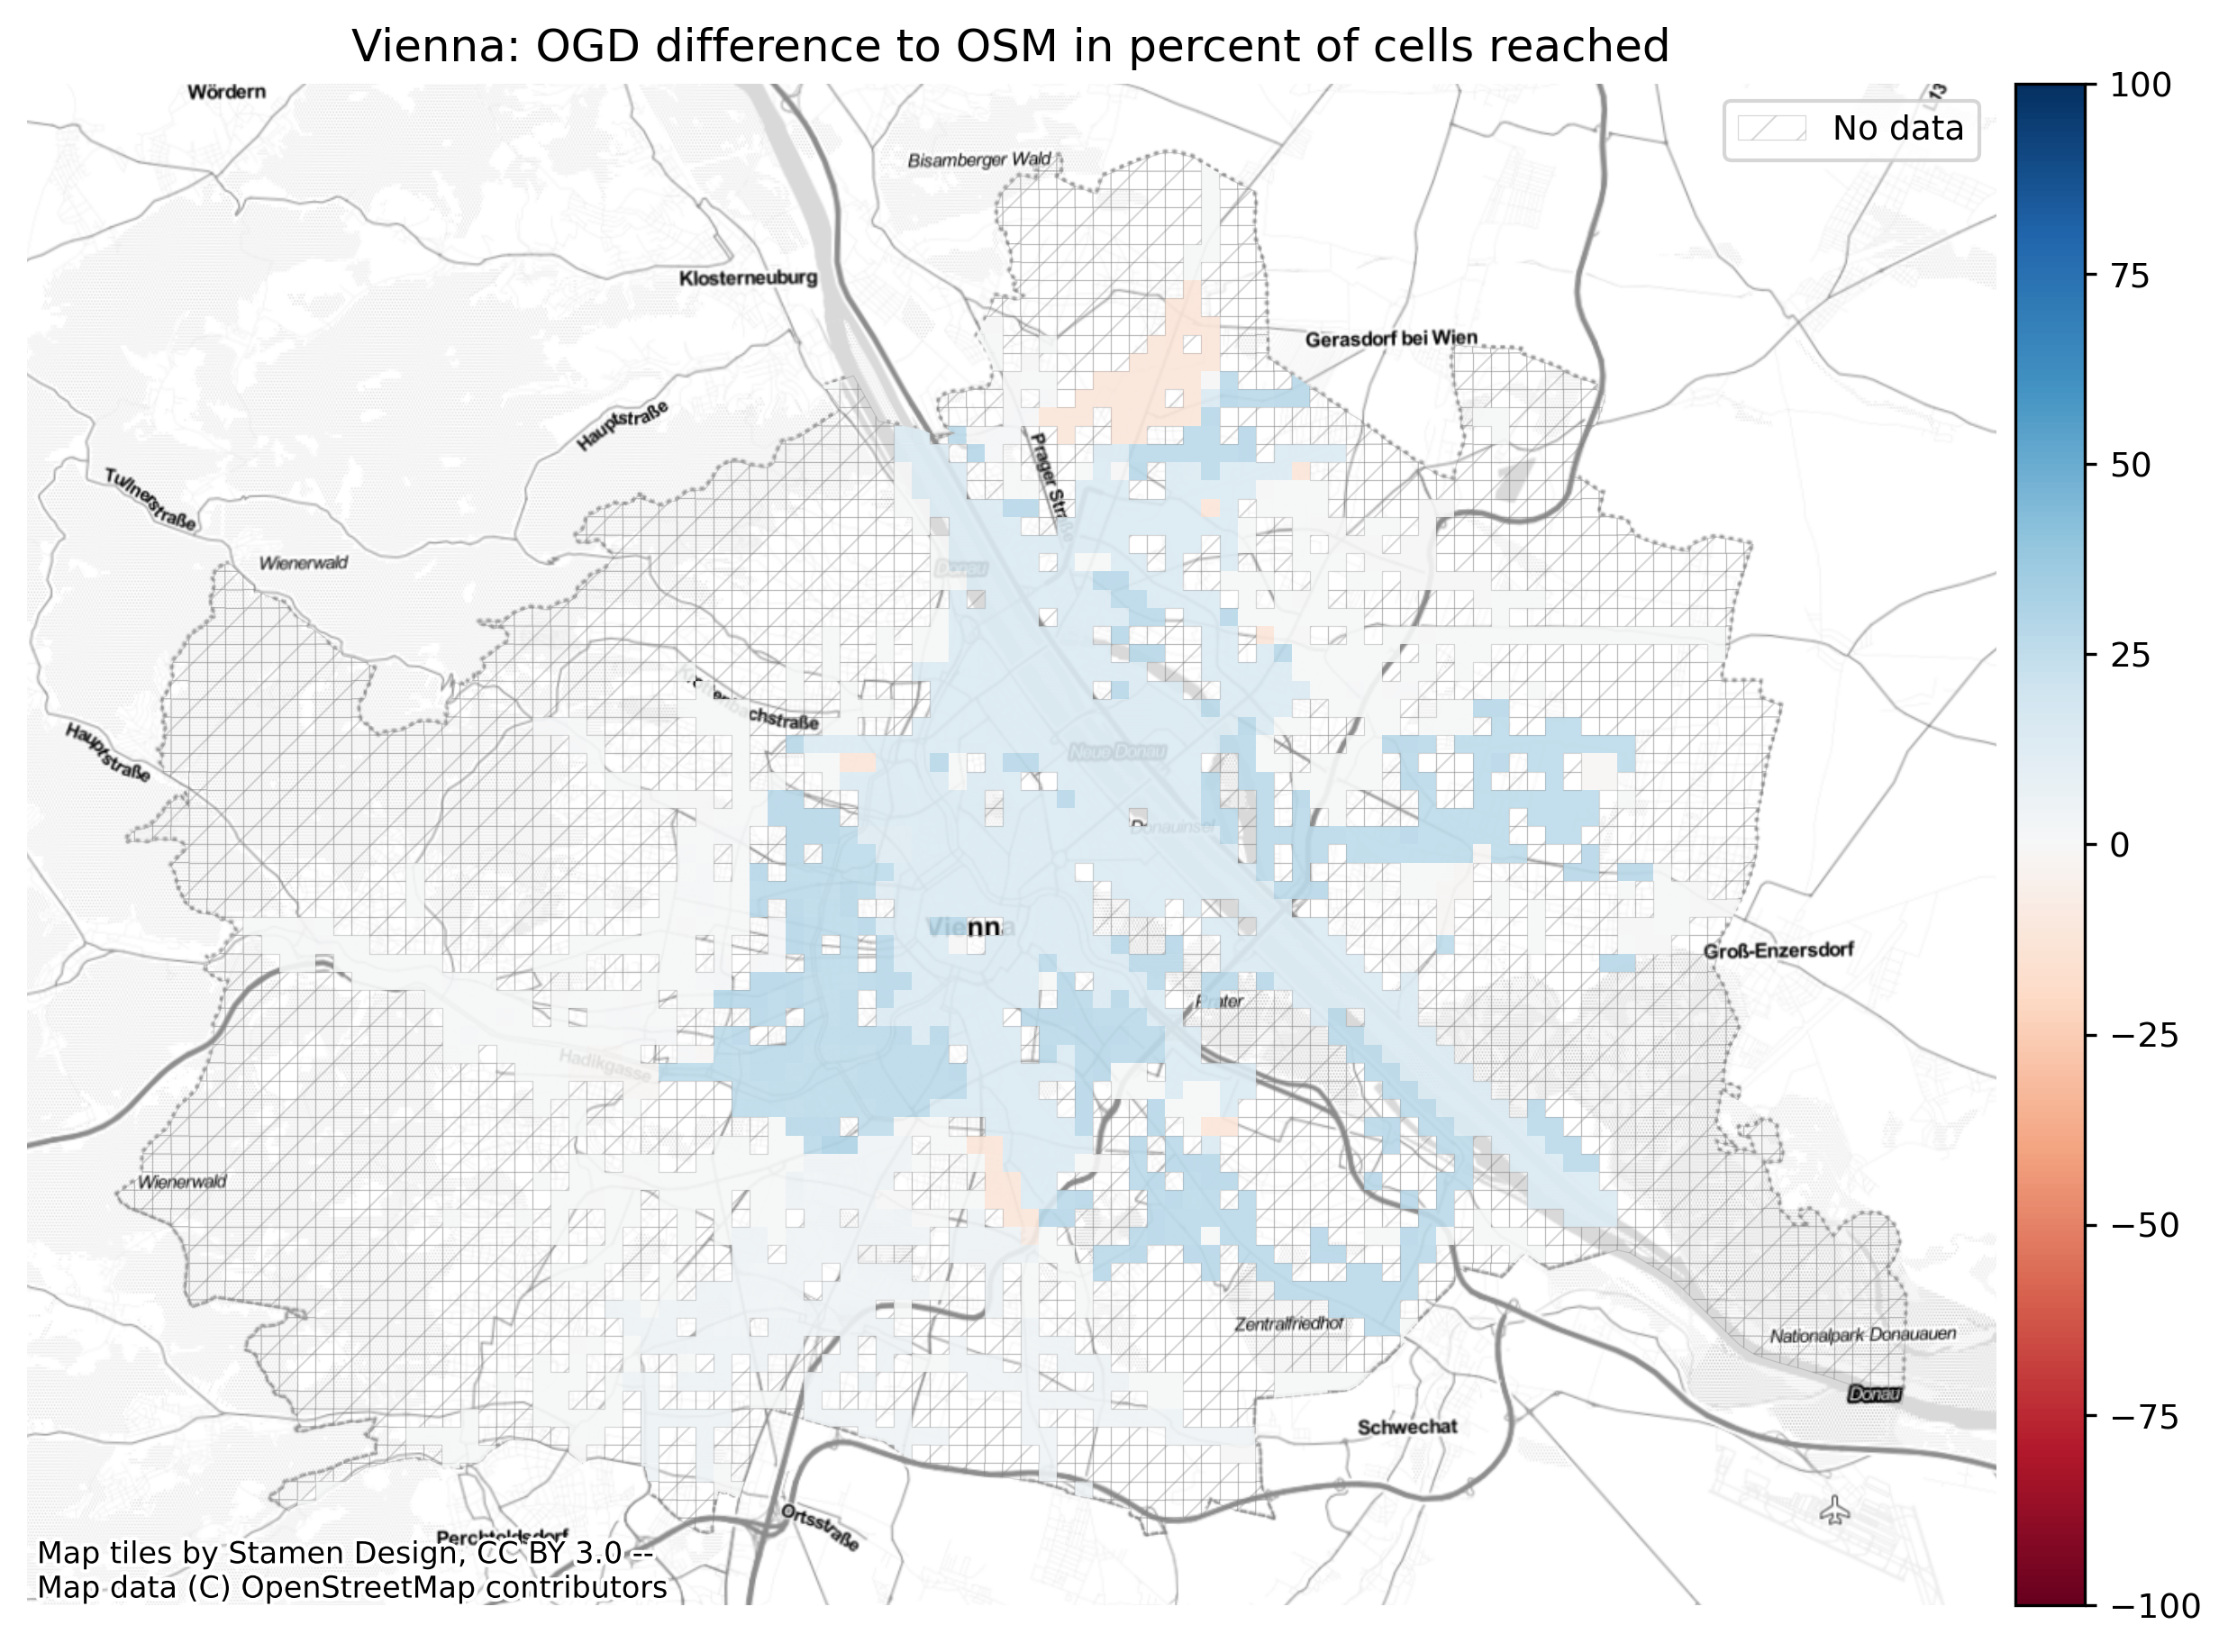 Vienna: OGD difference to OSM in percent of cells reached
Wördern
L13
No data
Bisamberger Wald
Klosterneuburg
Gerasdorf bei Wien
Hauptstraße
Prager Straße
Tullnerstraße
Wienerwald
Donau
Hauptstraße
Neue Donau
Donauinsel
Vienna
Groß-Enzersdorf
Prater
Hadikgasse
Wienerwald
Zentralfriedhof
Nationalpark Donauauen
Donau
Schwechat
Ortsstraße
Perchtoldsdorf
Map tiles by Stamen Design, CC BY 3.0 --
Map data (C) OpenStreetMap contributors
100
75
50
25
0
−25
−50
−75
−100